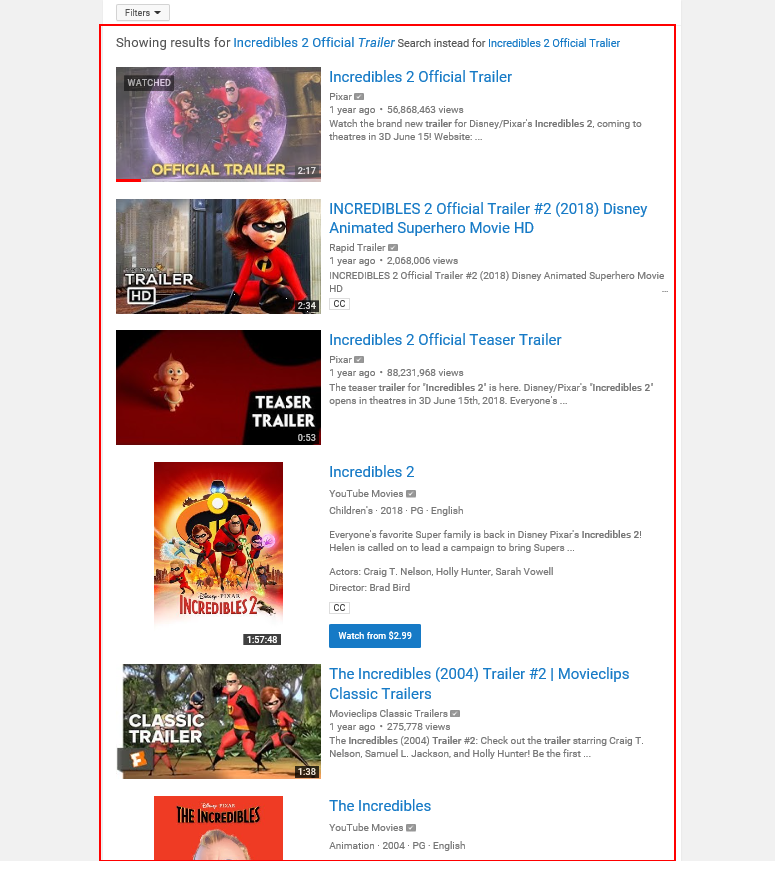 Filters
Showing results for Incredibles 2 Official Trailer Search instead for Incredibles 2 Official Tralier
WATCHED
OFFICIAL TRAILER 2:17
Incredibles 2 Official Trailer
Pixar
1 year ago • 56,868,463 views
Watch the brand new trailer for Disney/Pixar's Incredibles 2, coming to
theatres in 3D June 15! Website: ...
TRAILER
HD
2:34
INCREDIBLES 2 Official Trailer #2 (2018) Disney
Animated Superhero Movie HD
Rapid Trailer
1 year ago • 2,068,006 views
INCREDIBLES 2 Official Trailer #2 (2018) Disney Animated Superhero Movie
HD ...
CC
TEASER
TRAILER
0:53
Incredibles 2 Official Teaser Trailer
Pixar
1 year ago • 88,231,968 views
The teaser trailer for "Incredibles 2" is here. Disney/Pixar's "Incredibles 2"
opens in theatres in 3D June 15th, 2018. Everyone's ...
Disney PIXAR
INCREDIBLES 2
1:57:48
Incredibles 2
YouTube Movies
Children's · 2018 · PG · English
Everyone's favorite Super family is back in Disney Pixar's Incredibles 2!
Helen is called on to lead a campaign to bring Supers ...
Actors: Craig T. Nelson, Holly Hunter, Sarah Vowell
Director: Brad Bird
CC
Watch from $2.99
CLASSIC
TRAILER
1:38
The Incredibles (2004) Trailer #2 | Movieclips
Classic Trailers
Movieclips Classic Trailers
1 year ago • 275,778 views
The Incredibles (2004) Trailer #2: Check out the trailer starring Craig T.
Nelson, Samuel L. Jackson, and Holly Hunter! Be the first ...
Disney PIXAR
THE INCREDIBLES
The Incredibles
YouTube Movies
Animation · 2004 · PG · English